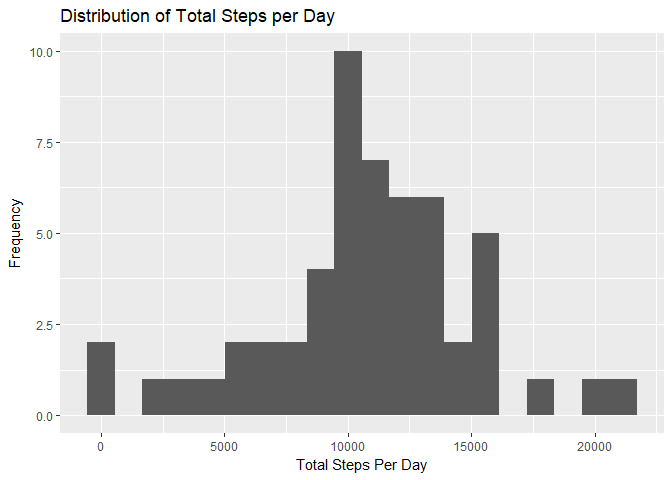 Distribution of Total Steps per Day
10.0
7.5
5.0
2.5
0.0
Frequency
0 5000 10000 15000 20000
Total Steps Per Day